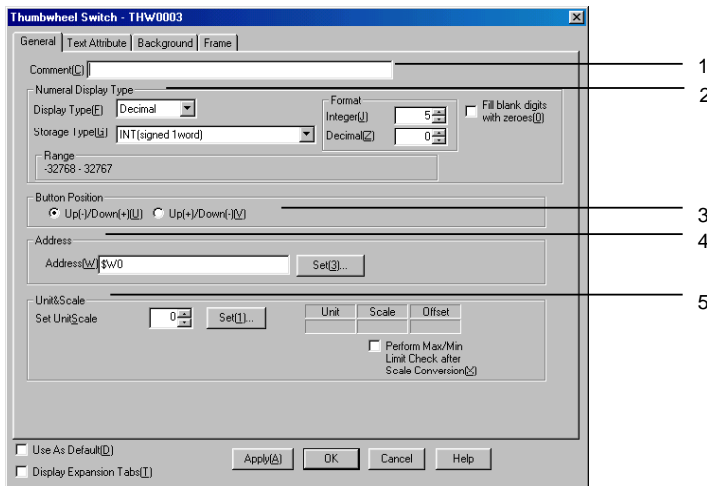 Thumbwheel Switch - THW0003
General Text Attribute Background Frame
Comment(C) 1
Numeral Display Type 2
Display Type(F) Decimal
Storage Type(G) INT(signed 1word)
Format
Integer(J) 5
Decimal(Z) 0
Fill blank digits
with zeroes(0)
Range
-32768 - 32767
Button Position
Up(-)/Down(+)(U) Up(+)/Down(-)(V) 3
Address 4
Address(W) $W0 Set(3)...
Unit&Scale 5
Set UnitScale 0 Set(1)...
Unit Scale Offset
Perform Max/Min
Limit Check after
Scale Conversion(X)
Use As Default(D)
Display Expansion Tabs(T)
Apply(A) OK Cancel Help